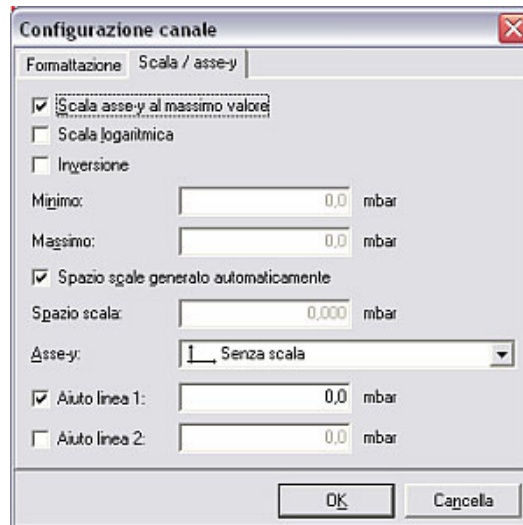 Configurazione canale
Formattazione Scala / asse-y
Scala asse-y al massimo valore
Scala logaritmica
Inversione
Minimo: 0,0 mbar
Massimo: 0,0 mbar
Spazio scale generato automaticamente
Spazio scala: 0,000 mbar
Asse-y: Senza scala
Aiuto linea 1: 0,0 mbar
Aiuto linea 2: 0,0 mbar
OK Cancella